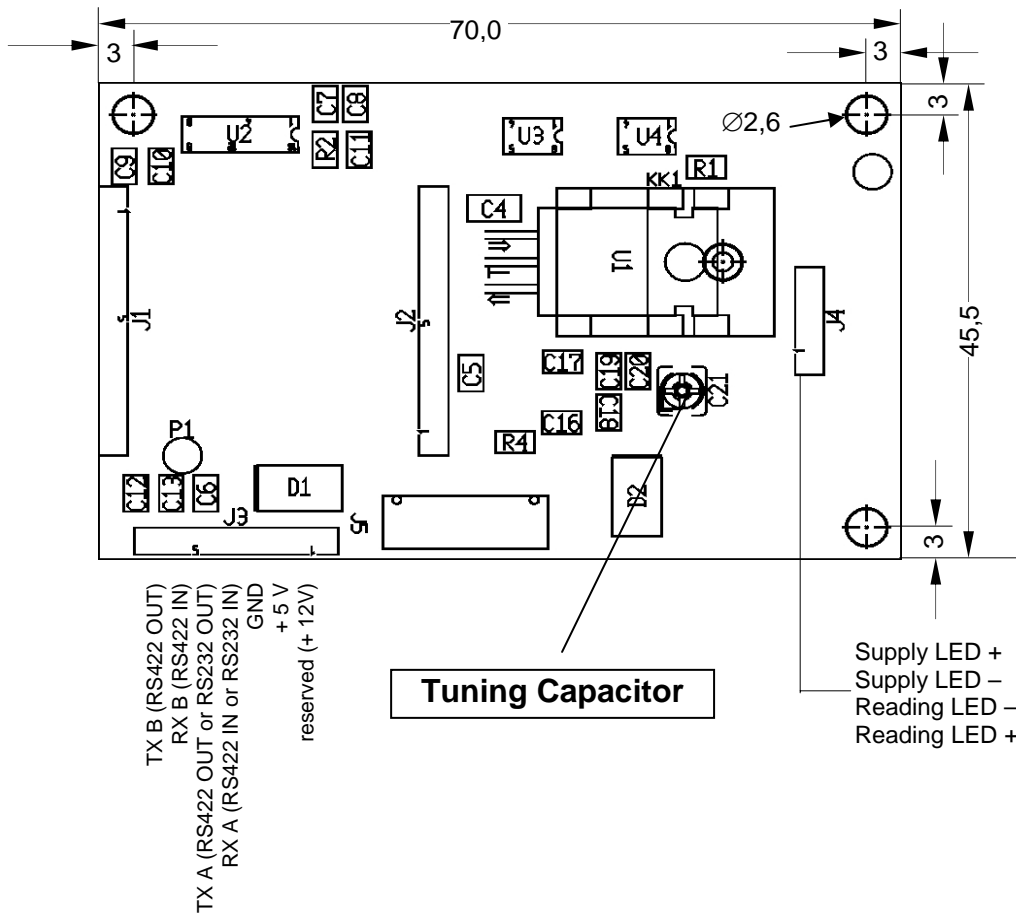 70,0
3
3
3
Ø2,6
C7
C8
U2
U3
U4
R2
C11
C9
C10
R1
KK1
C4
U1
J1
J2
J4
45,5
C5
C17
C19
C20
C21
C18
C16
R4
P1
C12
C13
C6
D1
D2
J3
J5
3
TX B (RS422 OUT)
RX B (RS422 IN)
TX A (RS422 OUT or RS232 OUT)
RX A (RS422 IN or RS232 IN)
GND
+ 5 V
reserved (+ 12V)
Tuning Capacitor
Supply LED +
Supply LED –
Reading LED –
Reading LED +